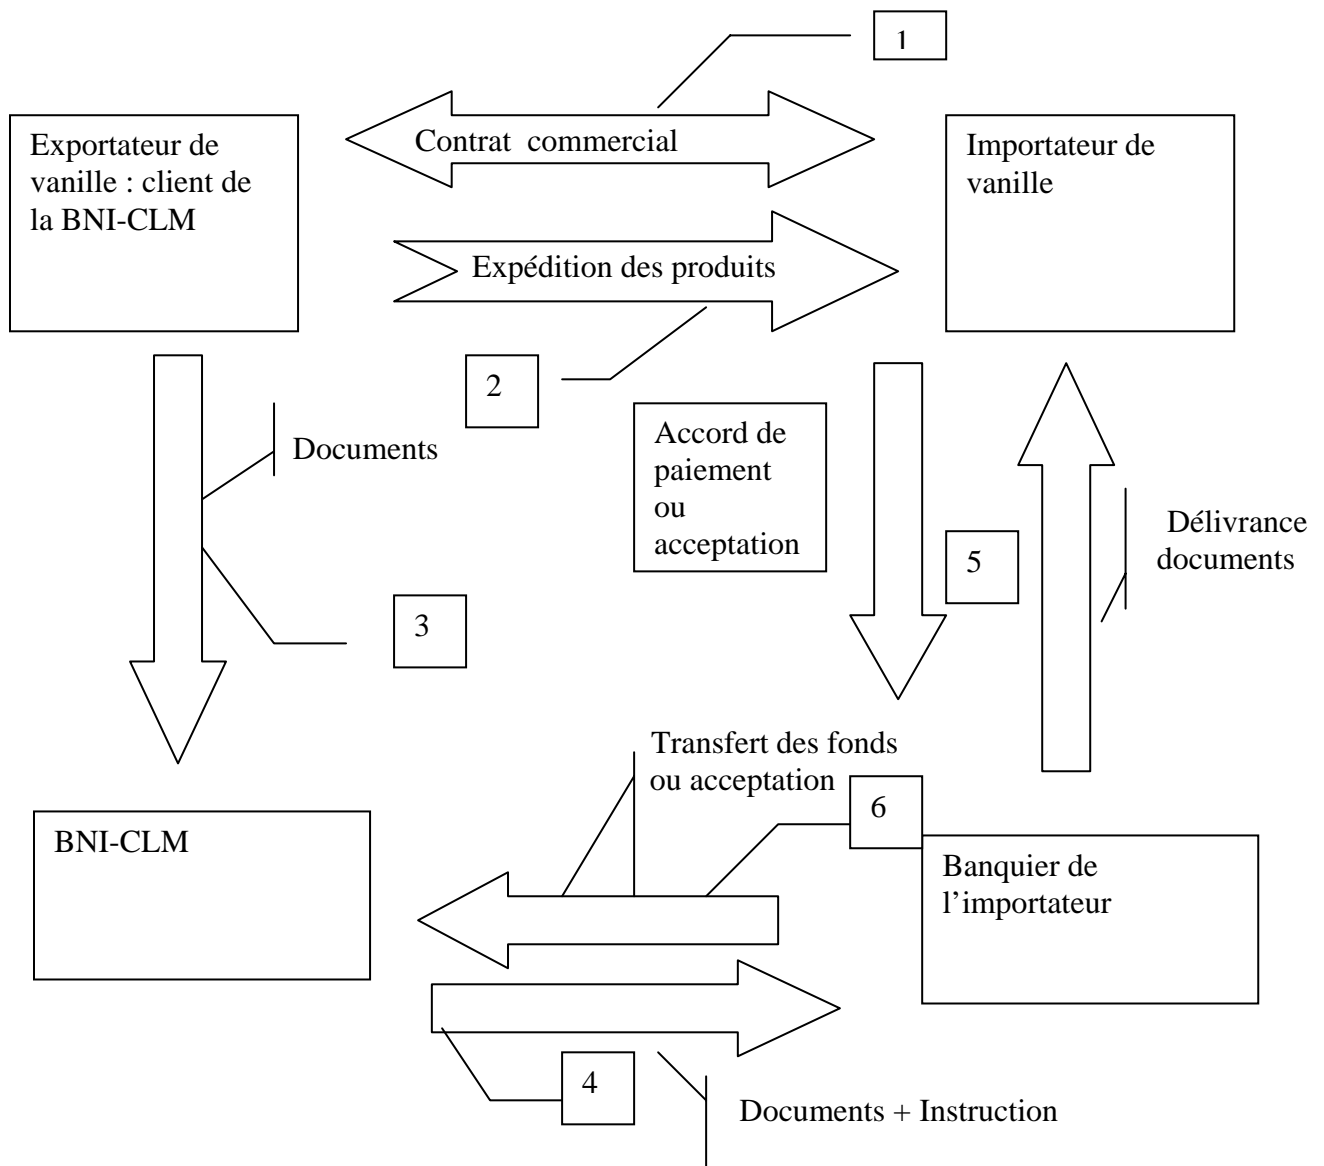 1
Exportateur de
vanille : client de
la BNI-CLM
Contrat commercial
Importateur de
vanille
Expédition des produits
2
Documents
Accord de
paiement
ou
acceptation
5
Délivrance
documents
3
Transfert des fonds
ou acceptation
6
BNI-CLM
Banquier de
l’importateur
4
Documents + Instruction